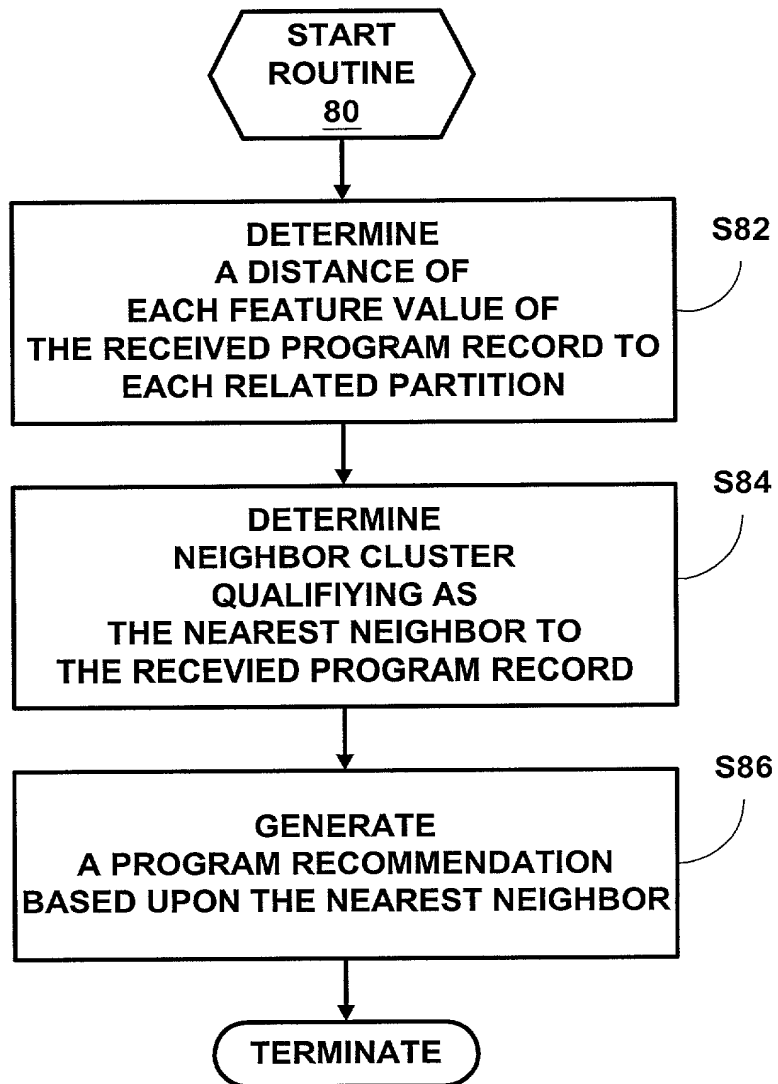 START
ROUTINE
80
DETERMINE
A DISTANCE OF
EACH FEATURE VALUE OF
THE RECEIVED PROGRAM RECORD TO
EACH RELATED PARTITION
S82
DETERMINE
NEIGHBOR CLUSTER
QUALIFIYING AS
THE NEAREST NEIGHBOR TO
THE RECEVIED PROGRAM RECORD
S84
GENERATE
A PROGRAM RECOMMENDATION
BASED UPON THE NEAREST NEIGHBOR
S86
TERMINATE